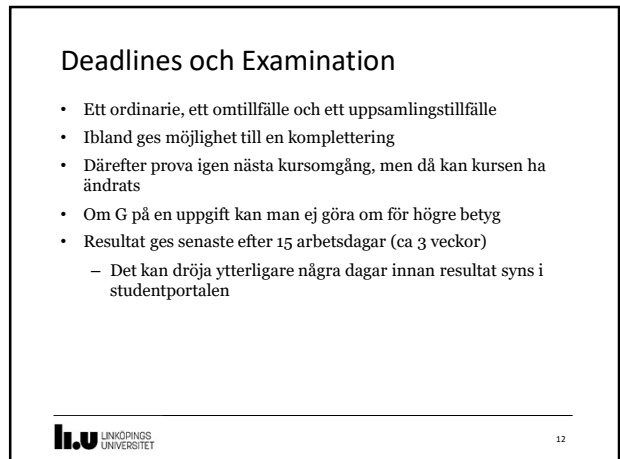 Deadlines och Examination
• Ett ordinarie, ett omtillfälle och ett uppsamlingstillfälle
• Ibland ges möjlighet till en komplettering
• Därefter prova igen nästa kursomgång, men då kan kursen ha
ändrats
• Om G på en uppgift kan man ej göra om för högre betyg
• Resultat ges senaste efter 15 arbetsdagar (ca 3 veckor)
– Det kan dröja ytterligare några dagar innan resultat syns i
studentportalen
LINKÖPINGS
UNIVERSITET
12